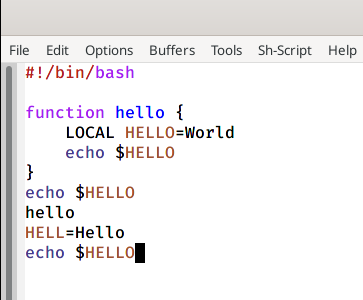 File Edit Options Buffers Tools Sh-Script Help
#!/bin/bash
function hello {
    LOCAL HELLO=World
    echo $HELLO
}
echo $HELLO
hello
HELL=Hello
echo $HELLO